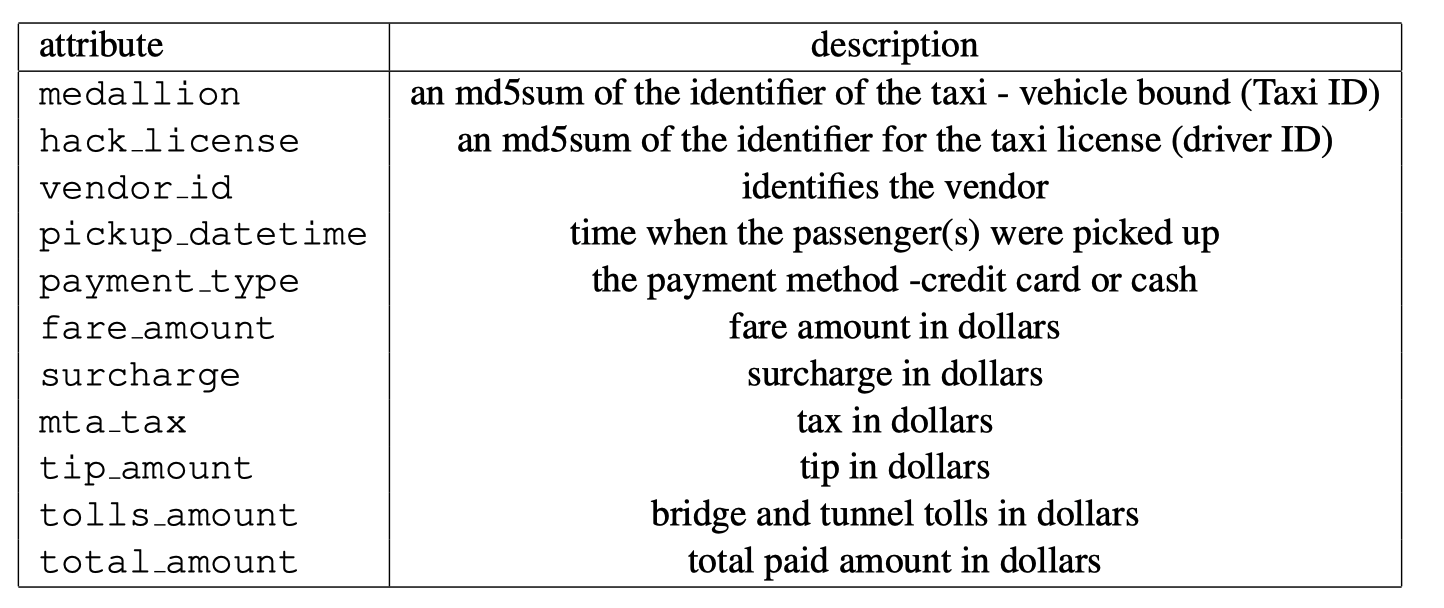 attribute description
medallion an md5sum of the identifier of the taxi - vehicle bound (Taxi ID)
hack_license an md5sum of the identifier for the taxi license (driver ID)
vendor_id identifies the vendor
pickup_datetime time when the passenger(s) were picked up
payment_type the payment method -credit card or cash
fare_amount fare amount in dollars
surcharge surcharge in dollars
mta_tax tax in dollars
tip_amount tip in dollars
tolls_amount bridge and tunnel tolls in dollars
total_amount total paid amount in dollars